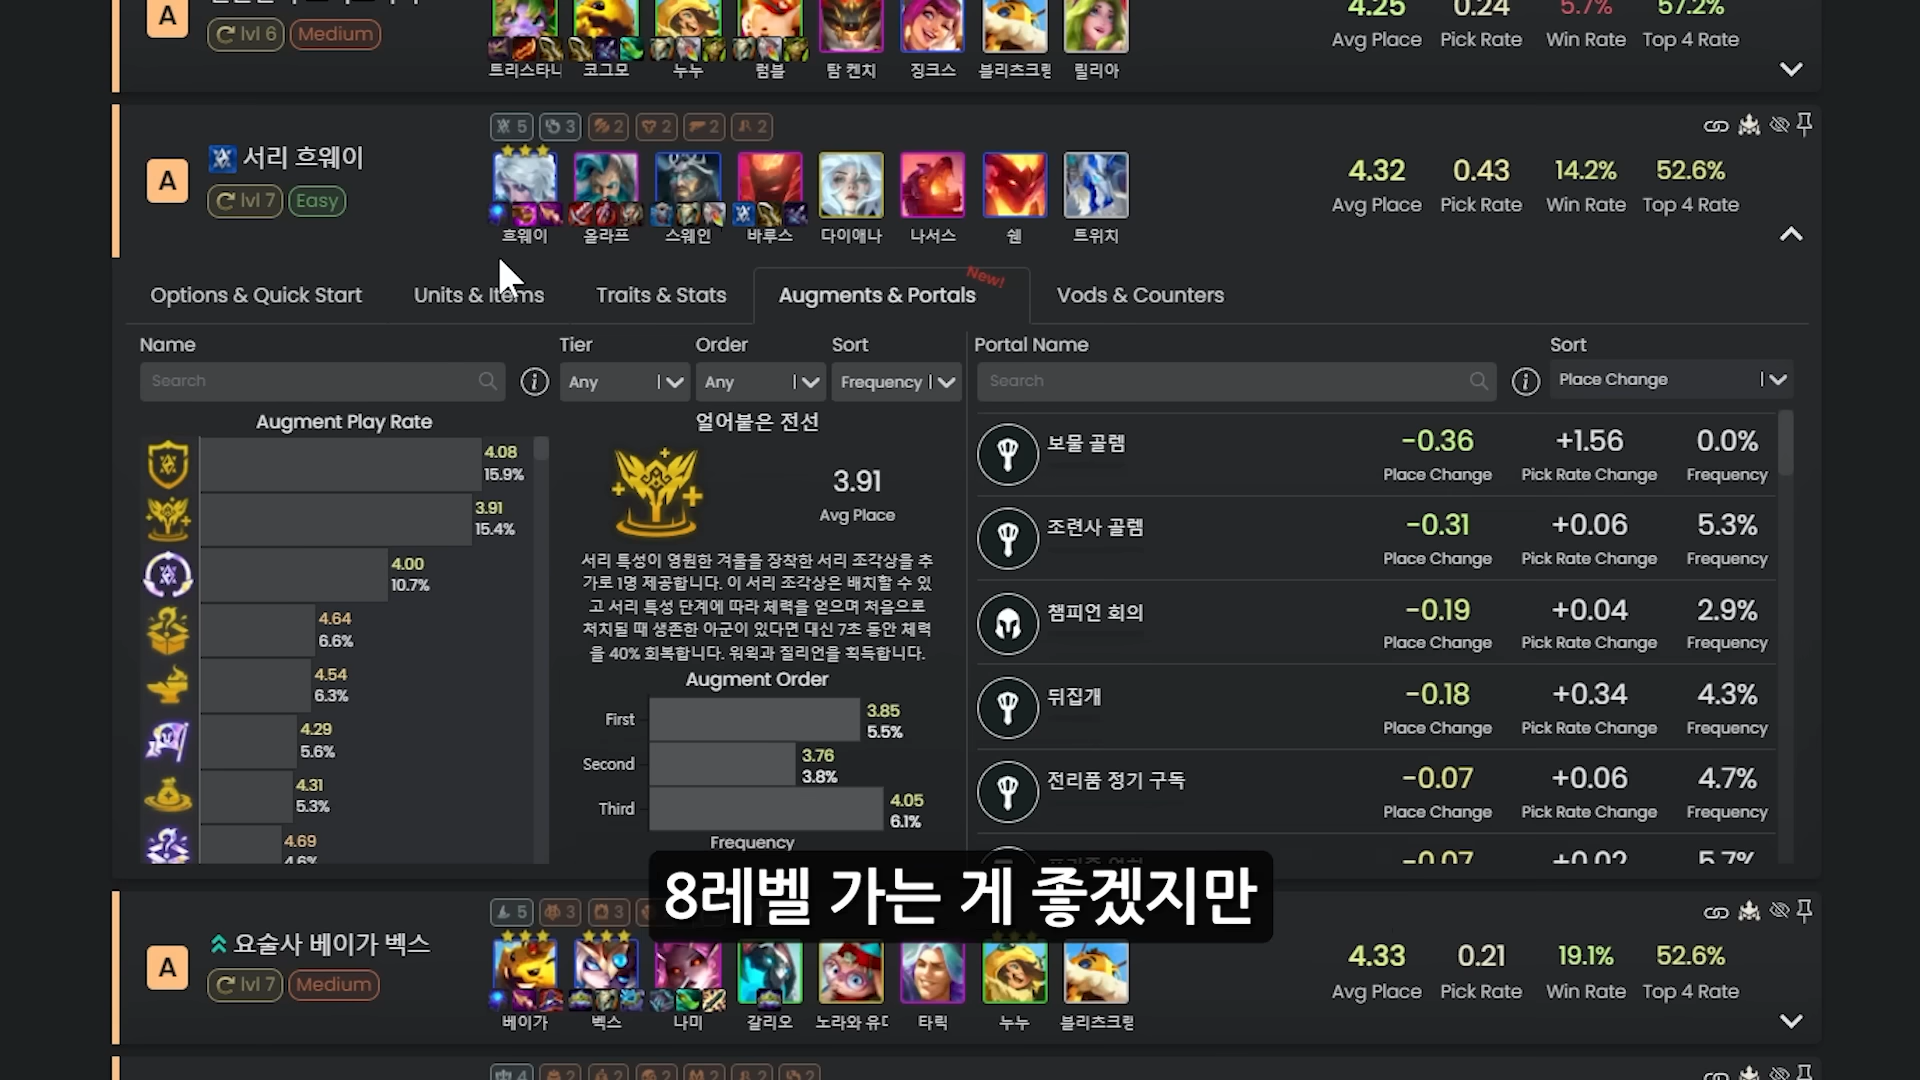 A
lvl 6
Medium
트리스타나
코그모
누누
럼블
탐 켄치
징크스
블리츠크랭
릴리아
4.25
0.24
5.7%
57.2%
Avg Place
Pick Rate
Win Rate
Top 4 Rate
5
3
2
2
2
2
A
서리 흐웨이
lvl 7
Easy
흐웨이
올라프
스웨인
바루스
다이애나
나서스
쉔
트위치
4.32
0.43
14.2%
52.6%
Avg Place
Pick Rate
Win Rate
Top 4 Rate
Options & Quick Start
Units & Items
Traits & Stats
Augments & Portals
New!
Vods & Counters
Name
Tier
Order
Sort
Search
Any
Any
Frequency
Portal Name
Sort
Search
Place Change
Augment Play Rate
4.08
15.9%
3.91
15.4%
4.00
10.7%
4.64
6.6%
4.54
6.3%
4.29
5.6%
4.31
5.3%
4.69
4.6%
얼어붙은 전선
3.91
Avg Place
서리 특성이 영원한 겨울을 장착한 서리 조각상을 추
가로 1명 제공합니다. 이 서리 조각상은 배치할 수 있
고 서리 특성 단계에 따라 체력을 얻으며 처음으로
처치될 때 생존한 아군이 있다면 대신 7초 동안 체력
을 40% 회복합니다. 워윅과 질리언을 획득합니다.
Augment Order
First
3.85
5.5%
Second
3.76
3.8%
Third
4.05
6.1%
Frequency
보물 골렘
-0.36
+1.56
0.0%
Place Change
Pick Rate Change
Frequency
조련사 골렘
-0.31
+0.06
5.3%
Place Change
Pick Rate Change
Frequency
챔피언 회의
-0.19
+0.04
2.9%
Place Change
Pick Rate Change
Frequency
뒤집개
-0.18
+0.34
4.3%
Place Change
Pick Rate Change
Frequency
전리품 정기 구독
-0.07
+0.06
4.7%
Place Change
Pick Rate Change
Frequency
-0.07
+0.02
5.7%
8레벨 가는 게 좋겠지만
5
3
3
A
요술사 베이가 벡스
lvl 7
Medium
베이가
벡스
나미
갈리오
노라와 유미
타릭
누누
블리츠크랭
4.33
0.21
19.1%
52.6%
Avg Place
Pick Rate
Win Rate
Top 4 Rate
4
2
2
2
2
2
2